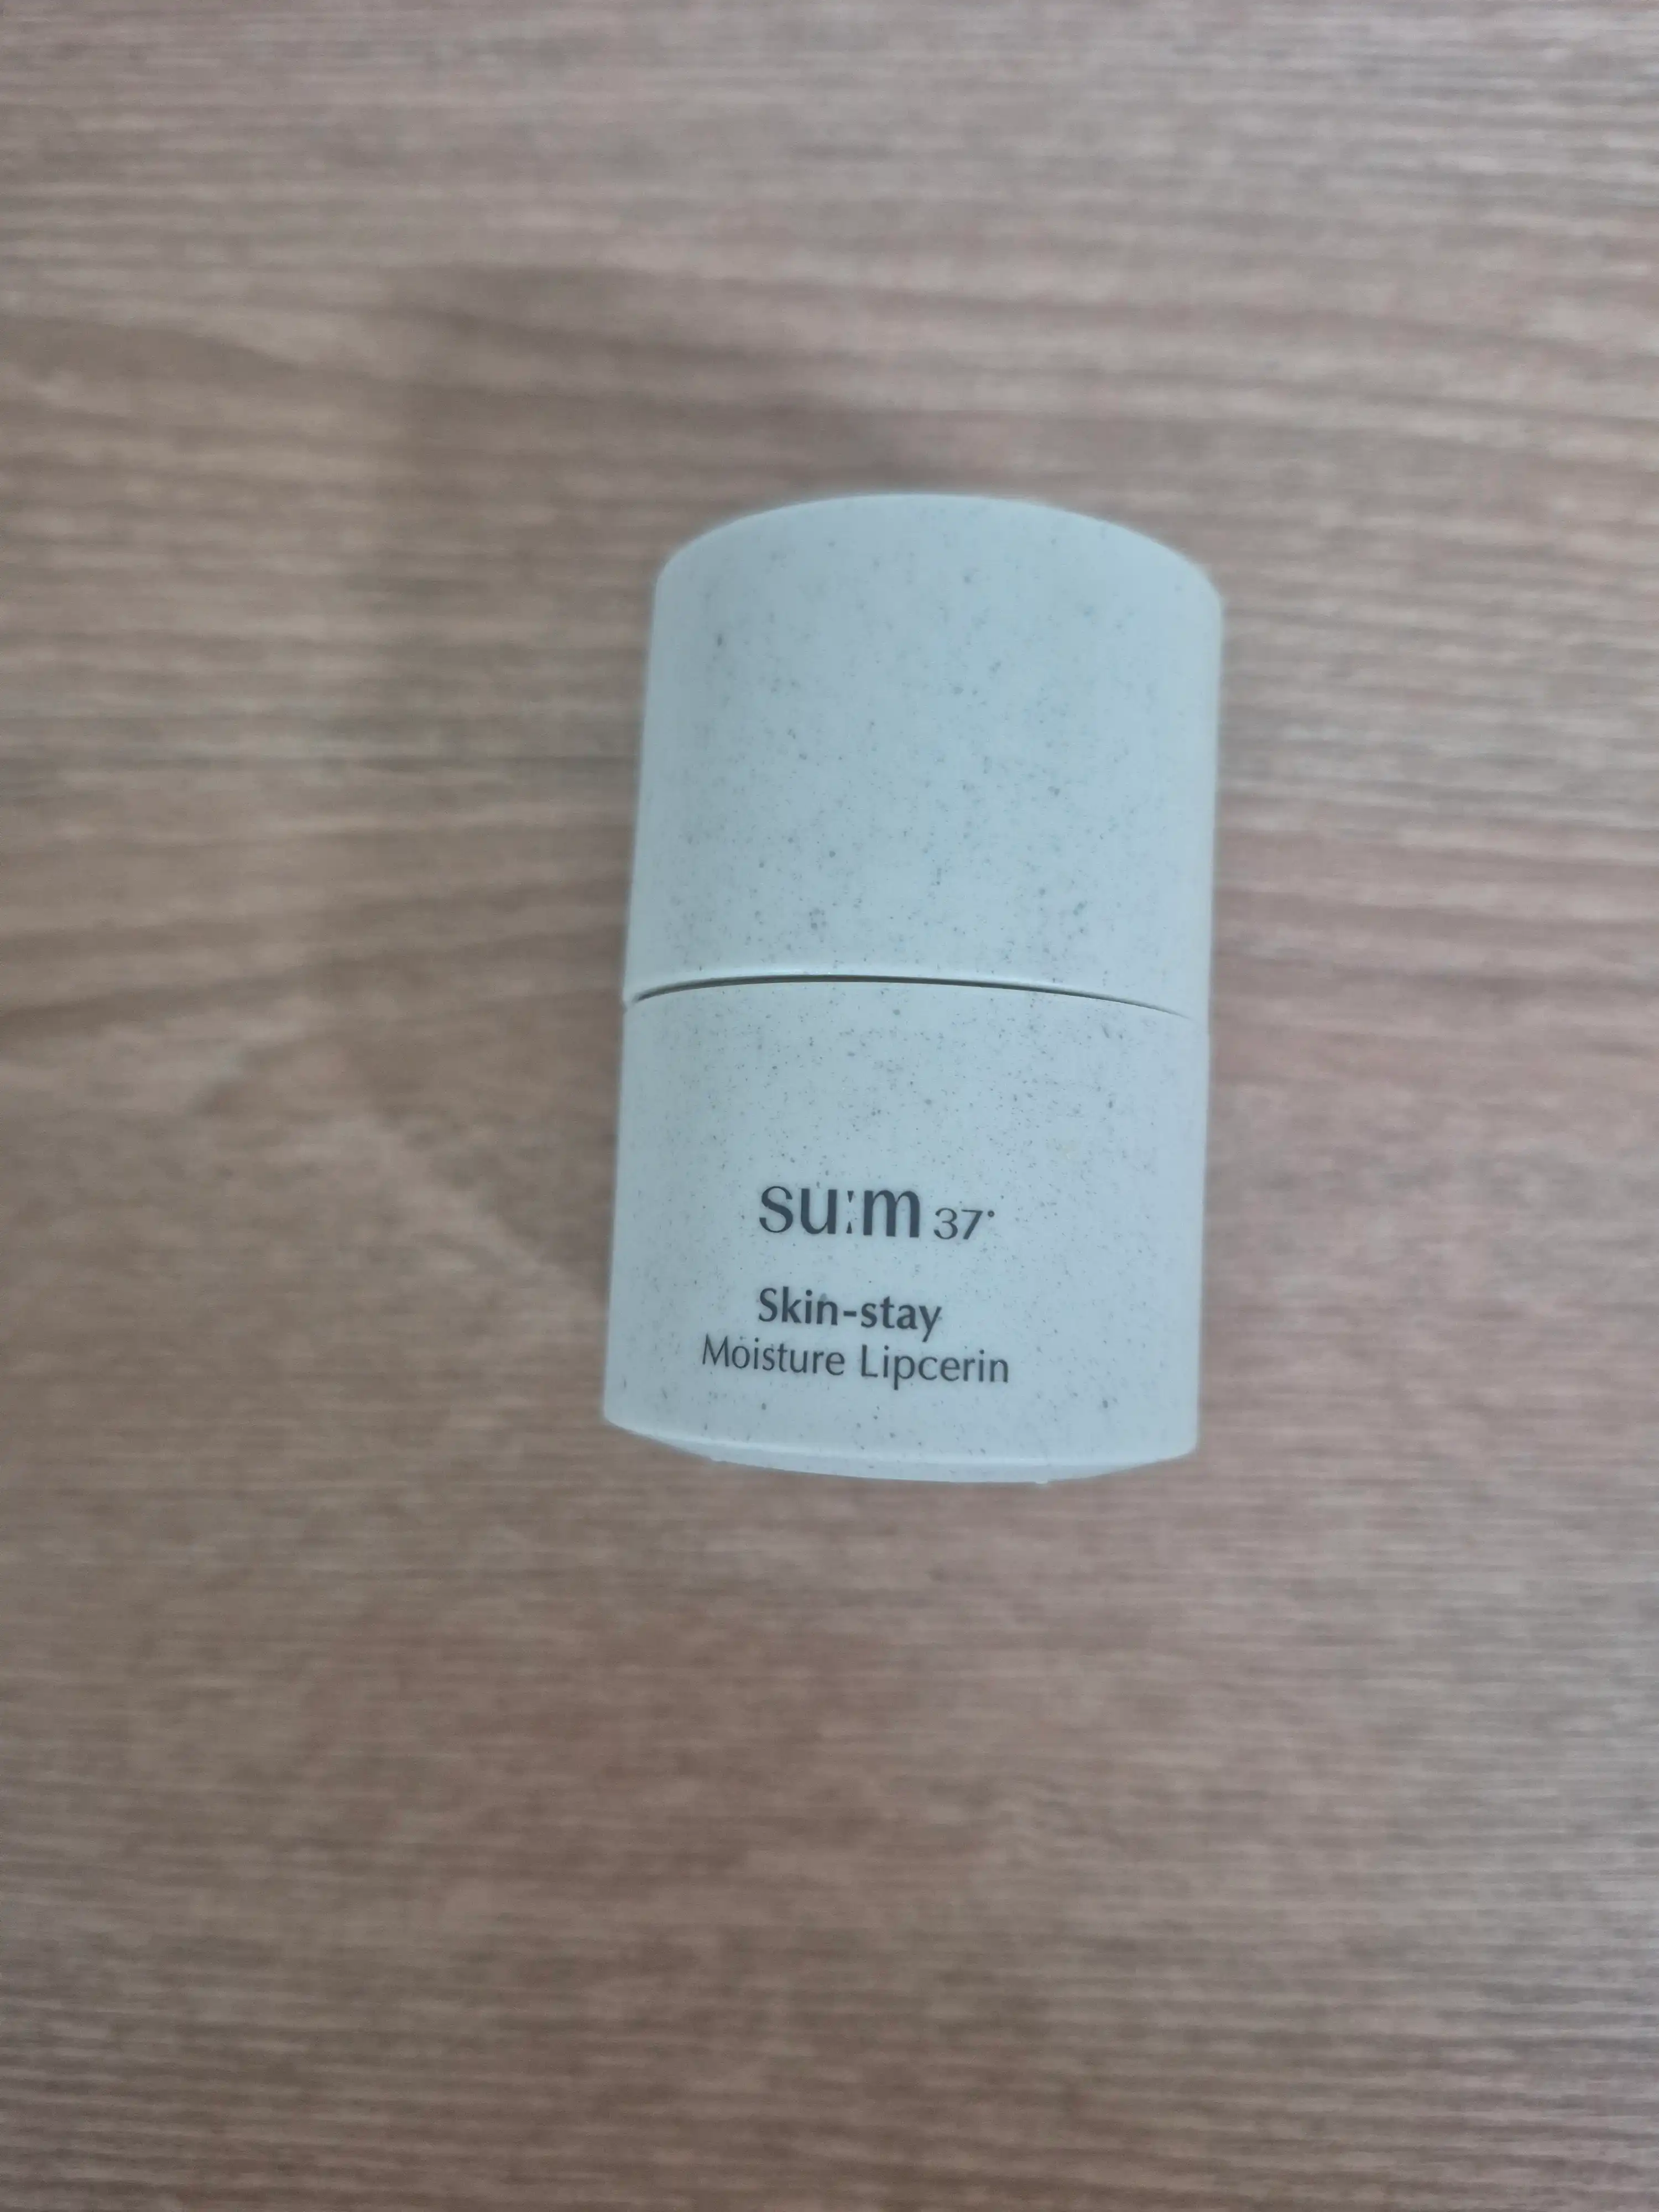 su:m 37°
Skin-stay
Moisture Lipcerin